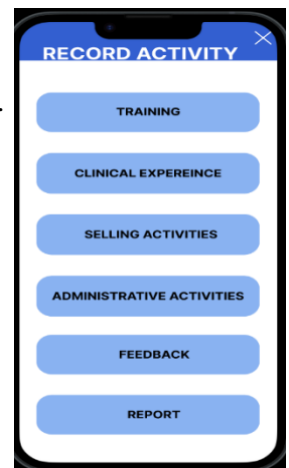 RECORD ACTIVITY
TRAINING
CLINICAL EXPEREINCE
SELLING ACTIVITIES
ADMINISTRATIVE ACTIVITIES
FEEDBACK
REPORT